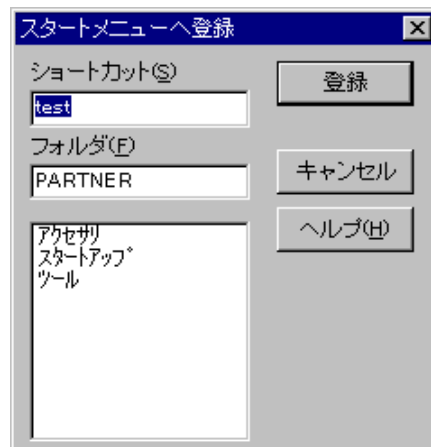 スタートメニューへ登録
ショートカット(S)
test
登録
フォルダ(F)
PARTNER
キャンセル
ヘルプ(H)
アクセサリ
スタートアップ
ツール